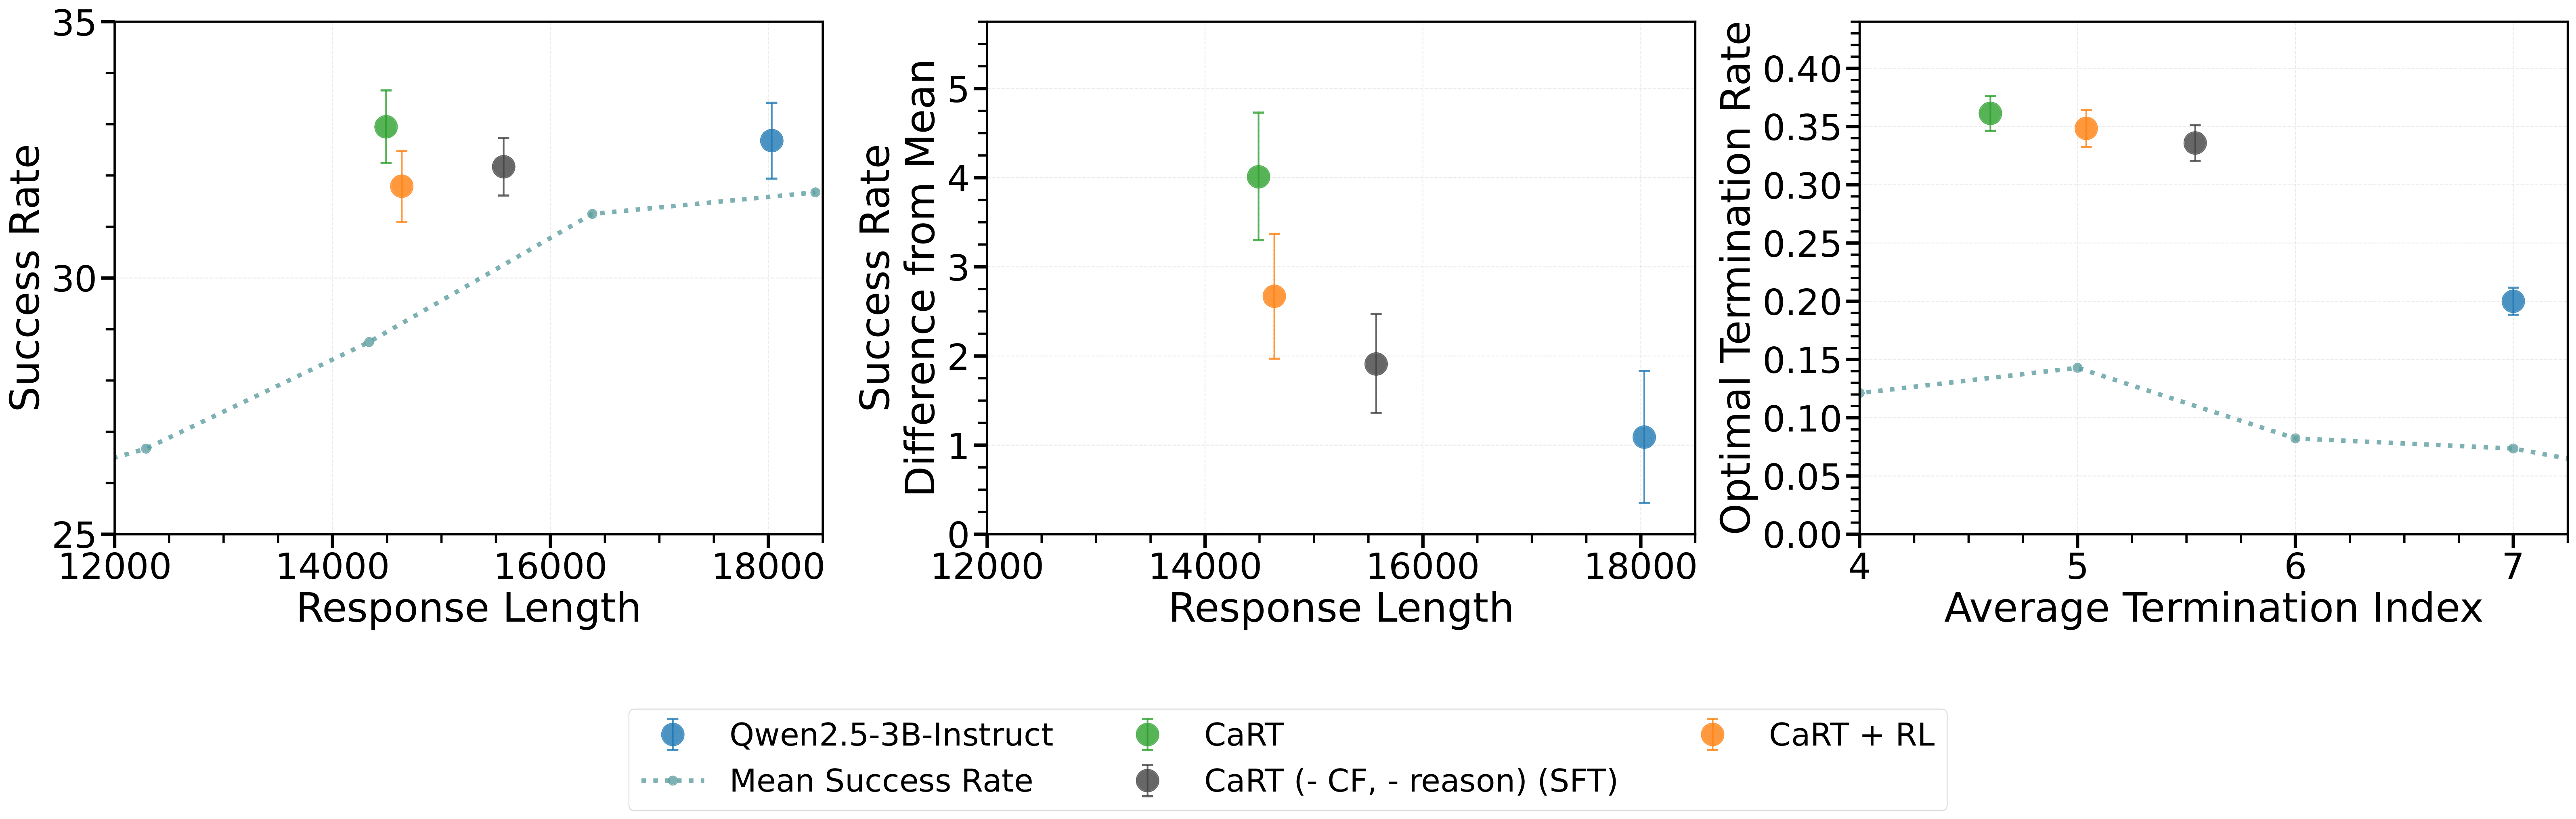 Success Rate
35
30
25
12000 14000 16000 18000
Response Length
Success Rate
Difference from Mean
5
4
3
2
1
0
12000 14000 16000 18000
Response Length
Optimal Termination Rate
0.40
0.35
0.30
0.25
0.20
0.15
0.10
0.05
0.00
4 5 6 7
Average Termination Index
Qwen2.5-3B-Instruct
Mean Success Rate
CaRT
CaRT (- CF, - reason) (SFT)
CaRT + RL